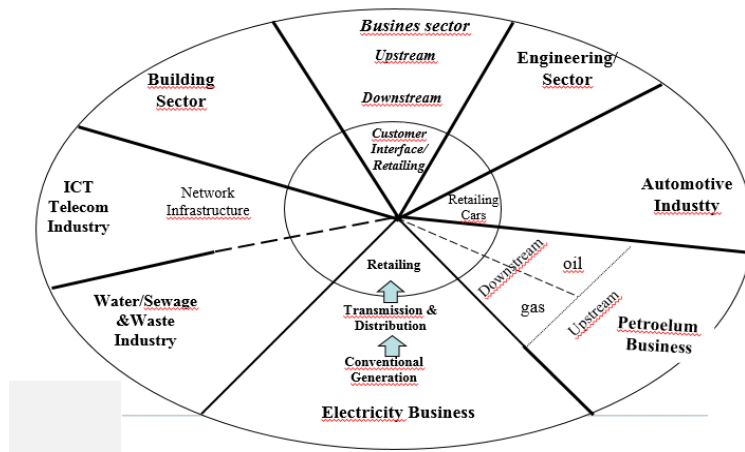 Busines sector
Upstream
Downstream
Customer
Interface/
Retailing
Engineering/
Sector
Building
Sector
ICT
Telecom
Industry
Network
Infrastructure
Retailing
Cars
Automotive
Industty
Water/Sewage
&Waste
Industry
Retailing
Transmission &
Distribution
Conventional
Generation
Electricity Business
Downstream
oil
gas
Upstream
Petroelum
Business